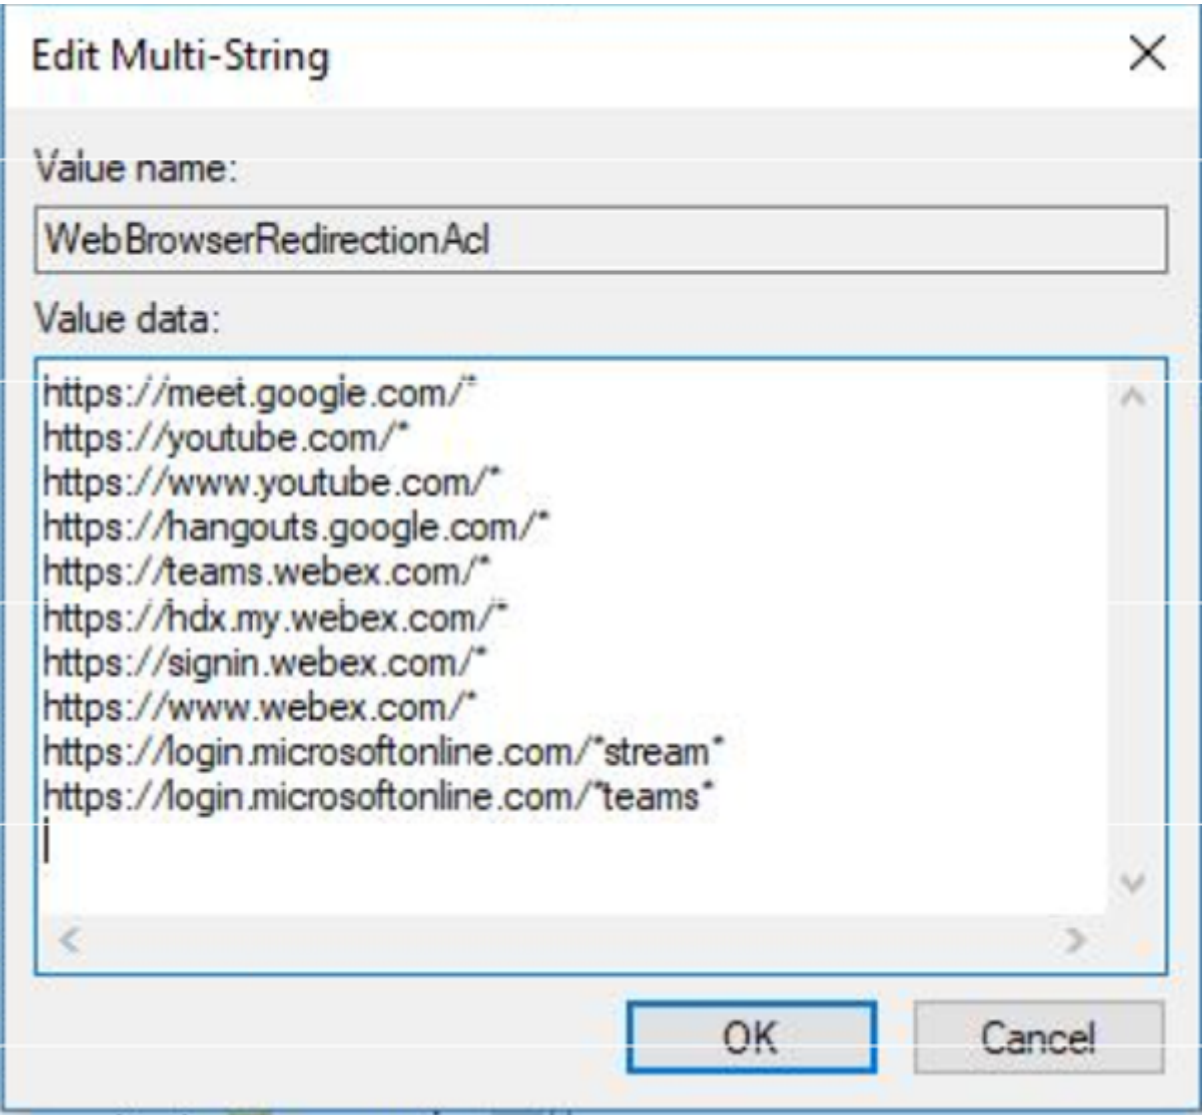 Edit Multi-String
Value name:
WebBrowserRedirectionAcl
Value data:
https://meet.google.com/*
https://youtube.com/*
https://www.youtube.com/*
https://hangouts.google.com/*
https://teams.webex.com/*
https://hdx.my.webex.com/*
https://signin.webex.com/*
https://www.webex.com/*
https://login.microsoftonline.com/*stream*
https://login.microsoftonline.com/*teams*
OK Cancel